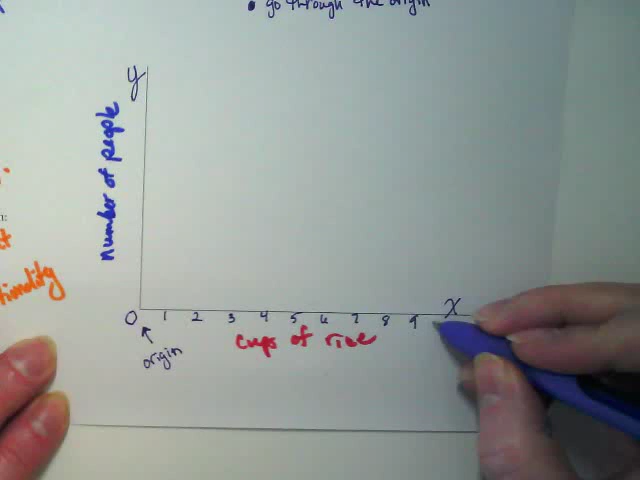 • go through the origin
y
number of people
x
0 1 2 3 4 5 6 7 8 9
origin
cups of rice